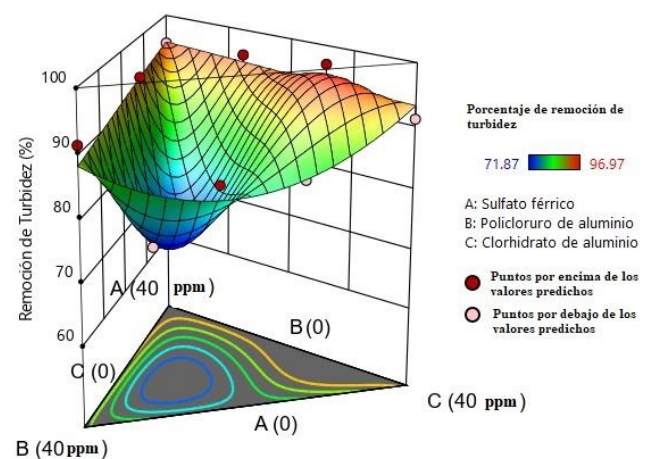 100
90
80
70
60
Remoción de Turbidez (%)
A (40 ppm)
B (0)
C (0)
A (0)
B (40 ppm)
C (40 ppm)
Porcentaje de remoción de
turbidez
71.87 96.97
A: Sulfato férrico
B: Policloruro de aluminio
C: Clorhidrato de aluminio
Puntos por encima de los
valores predichos
Puntos por debajo de los
valores predichos